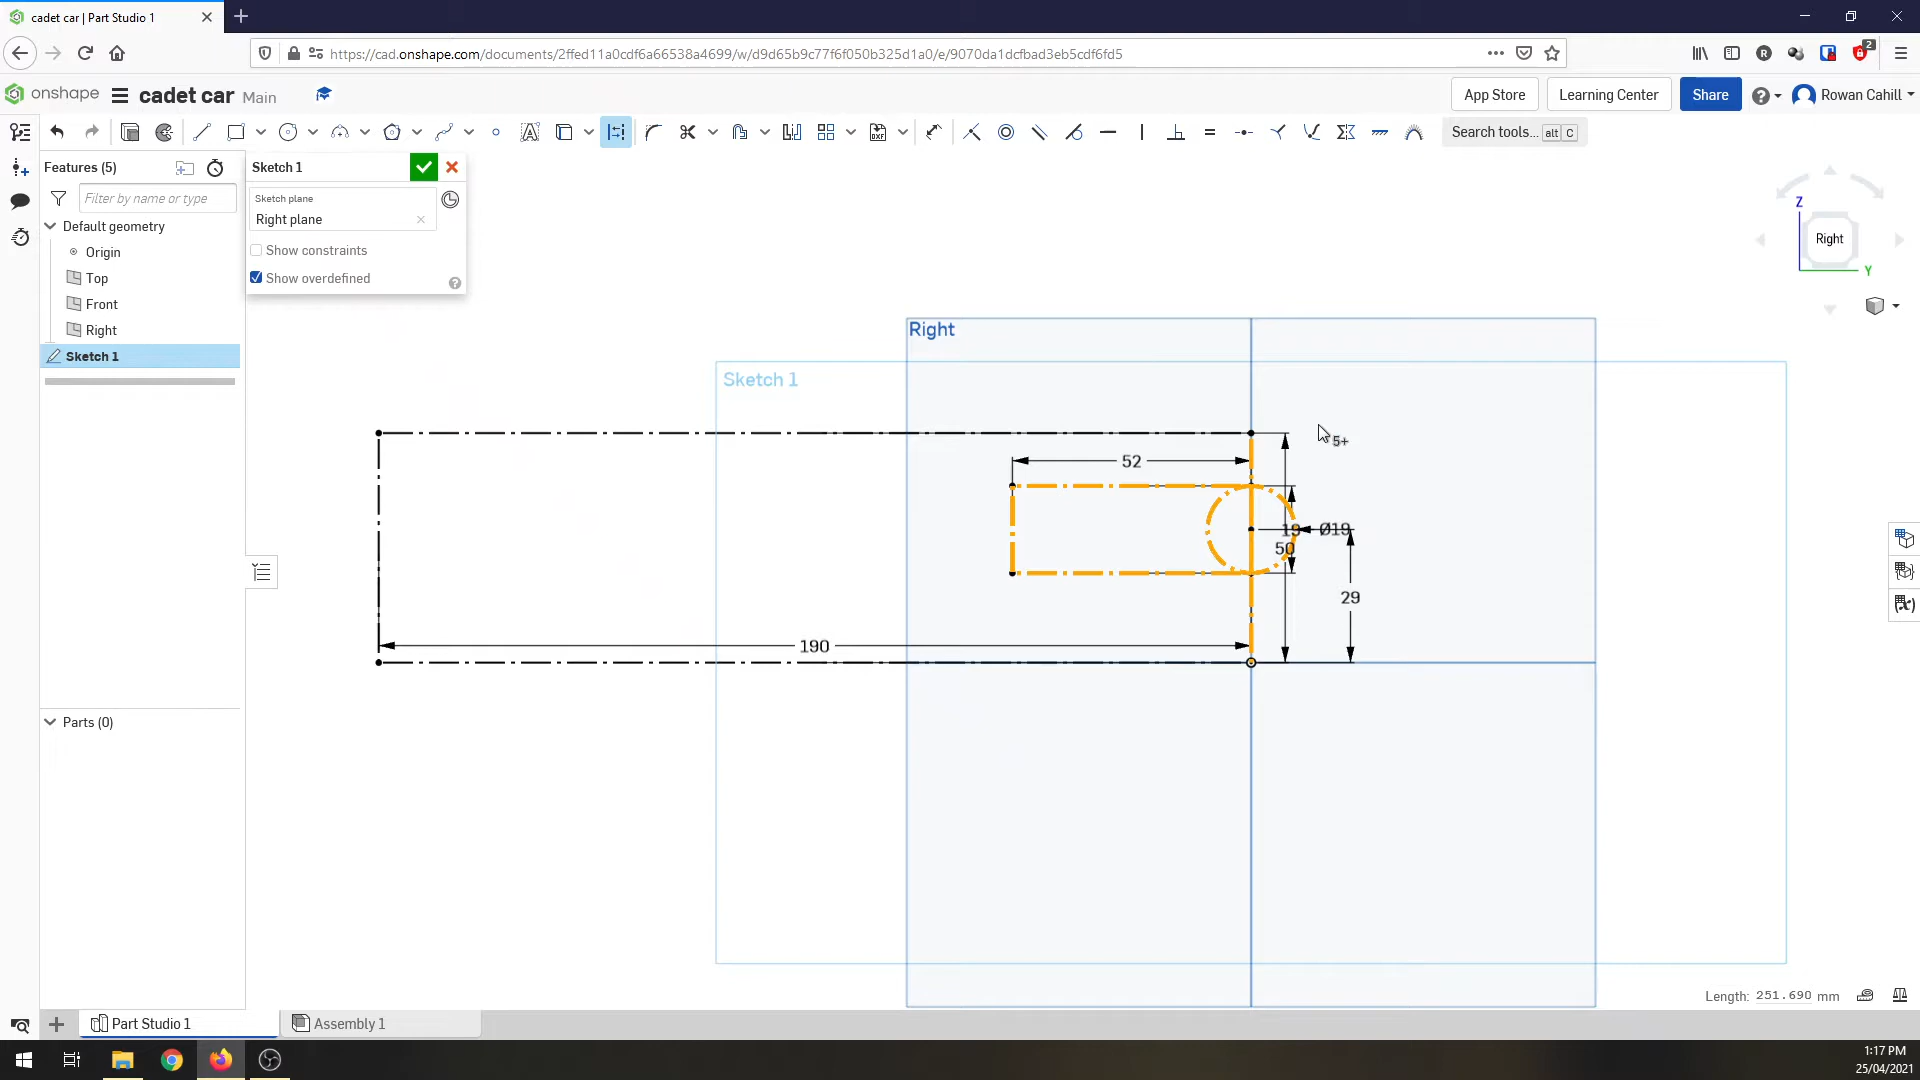 cadet car | Part Studio 1
https://cad.onshape.com/documents/2ffed11a0cdf6a66538a4699/w/d9d65b9c77f6f050b325d1a0/e/9070da1dcfbad3eb5cdf6fd5
R
2
onshape
cadet car Main
App Store
Learning Center
Share
Rowan Cahill
Search tools... alt C
Features (5)
Filter by name or type
Default geometry
Origin
Top
Front
Right
Sketch 1
Parts (0)
Sketch 1
Sketch plane
Right plane
Show constraints
Show overdefined
Z
Right
Y
Right
Sketch 1
5+
52
19
Ø19
50
29
190
Length: 251.690 mm
Part Studio 1
Assembly 1
1:17 PM
25/04/2021